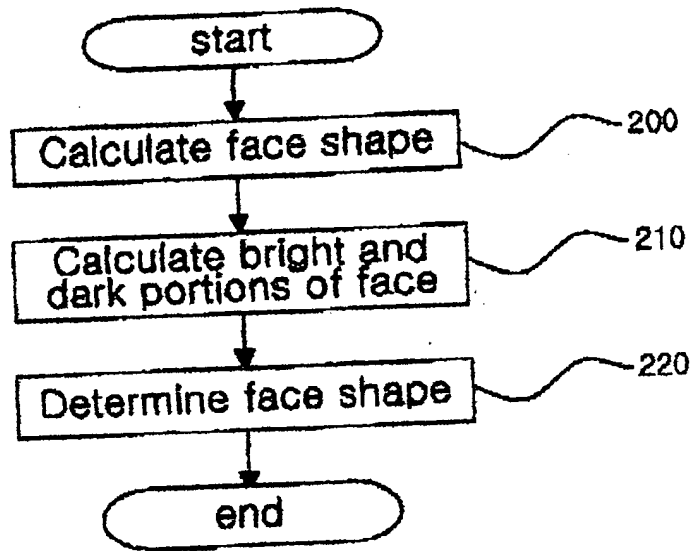 start
Calculate face shape
200
Calculate bright and
dark portions of face
210
Determine face shape
220
end